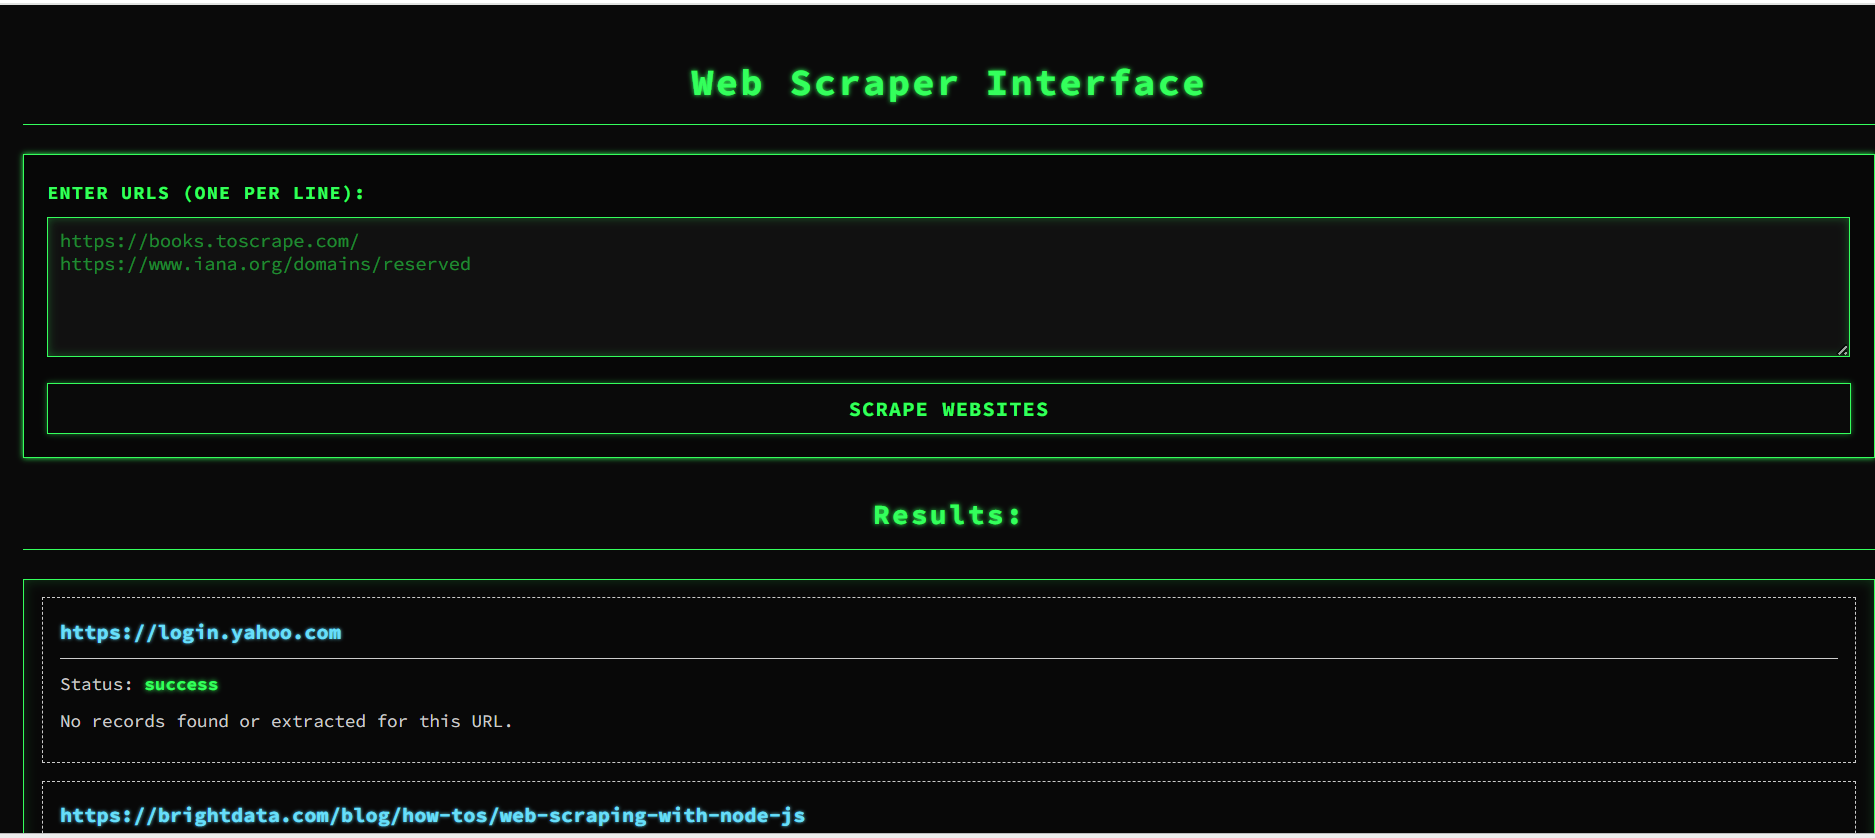 Web Scraper Interface
ENTER URLS (ONE PER LINE):
https://books.toscrape.com/
https://www.iana.org/domains/reserved
SCRAPE WEBSITES
Results:
https://login.yahoo.com
Status: success
No records found or extracted for this URL.
https://brightdata.com/blog/how-tos/web-scraping-with-node-js